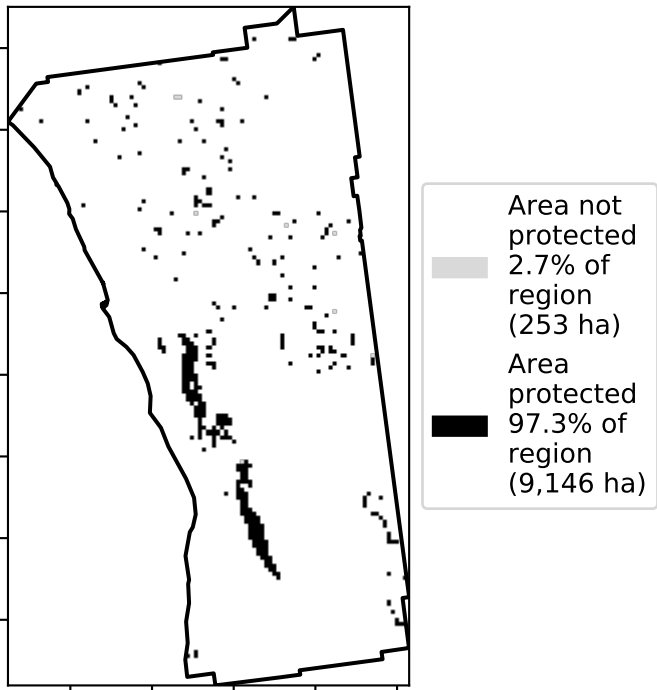 Area not
protected
2.7% of
region
(253 ha)
Area
protected
97.3% of
region
(9,146 ha)